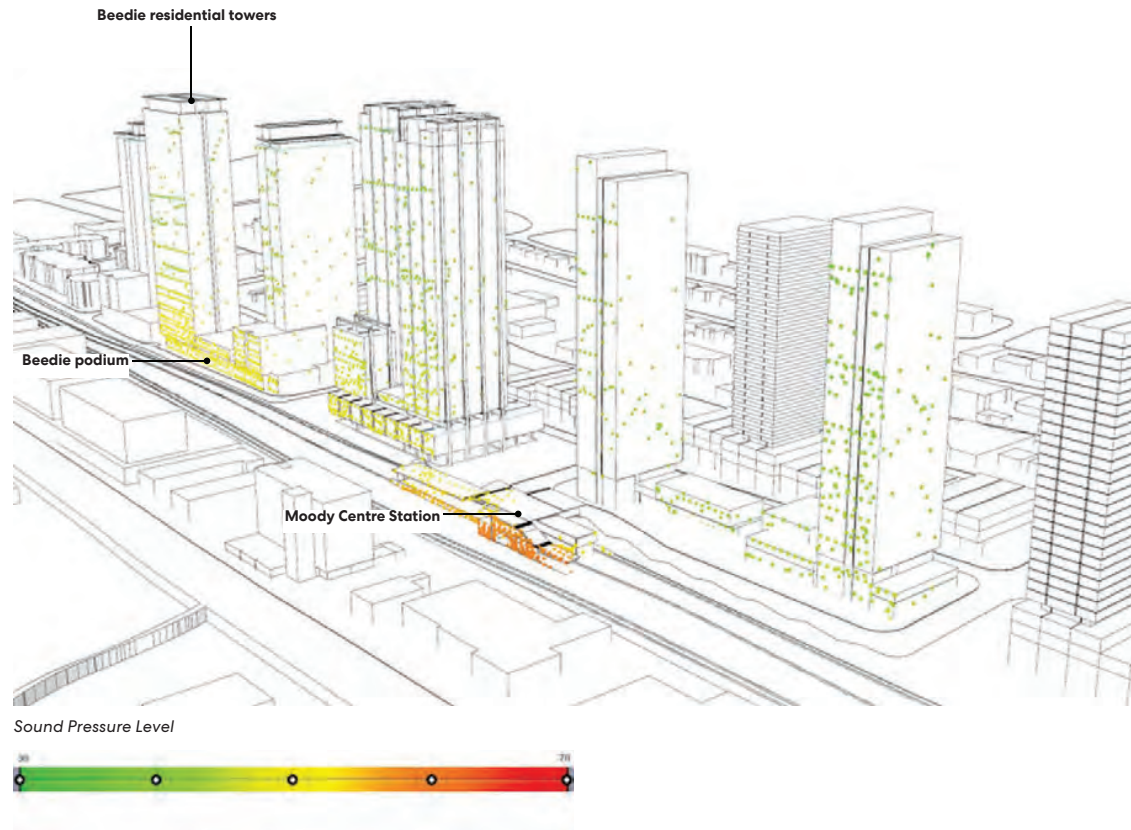 Beedie residential towers
Beedie podium
Moody Centre Station
Sound Pressure Level